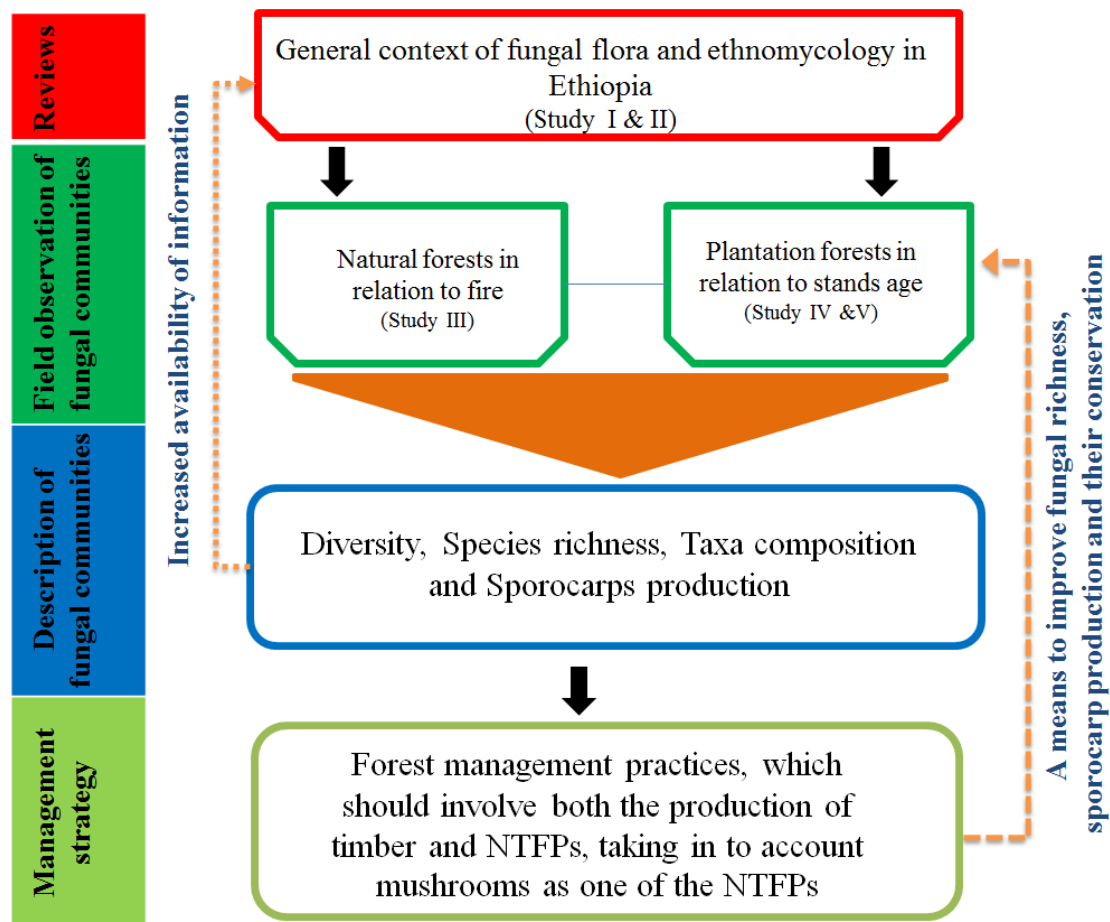 Reviews
General context of fungal flora and ethnomycology in
Ethiopia
(Study I & II)
Increased availability of information
Field observation of
fungal communities
Natural forests in
relation to fire
(Study III)
Plantation forests in
relation to stands age
(Study IV &V)
A means to improve fungal richness,
sporocarp production and their conservation
Description of
fungal communities
Diversity, Species richness, Taxa composition
and Sporocarps production
Management
strategy
Forest management practices, which
should involve both the production of
timber and NTFPs, taking in to account
mushrooms as one of the NTFPs